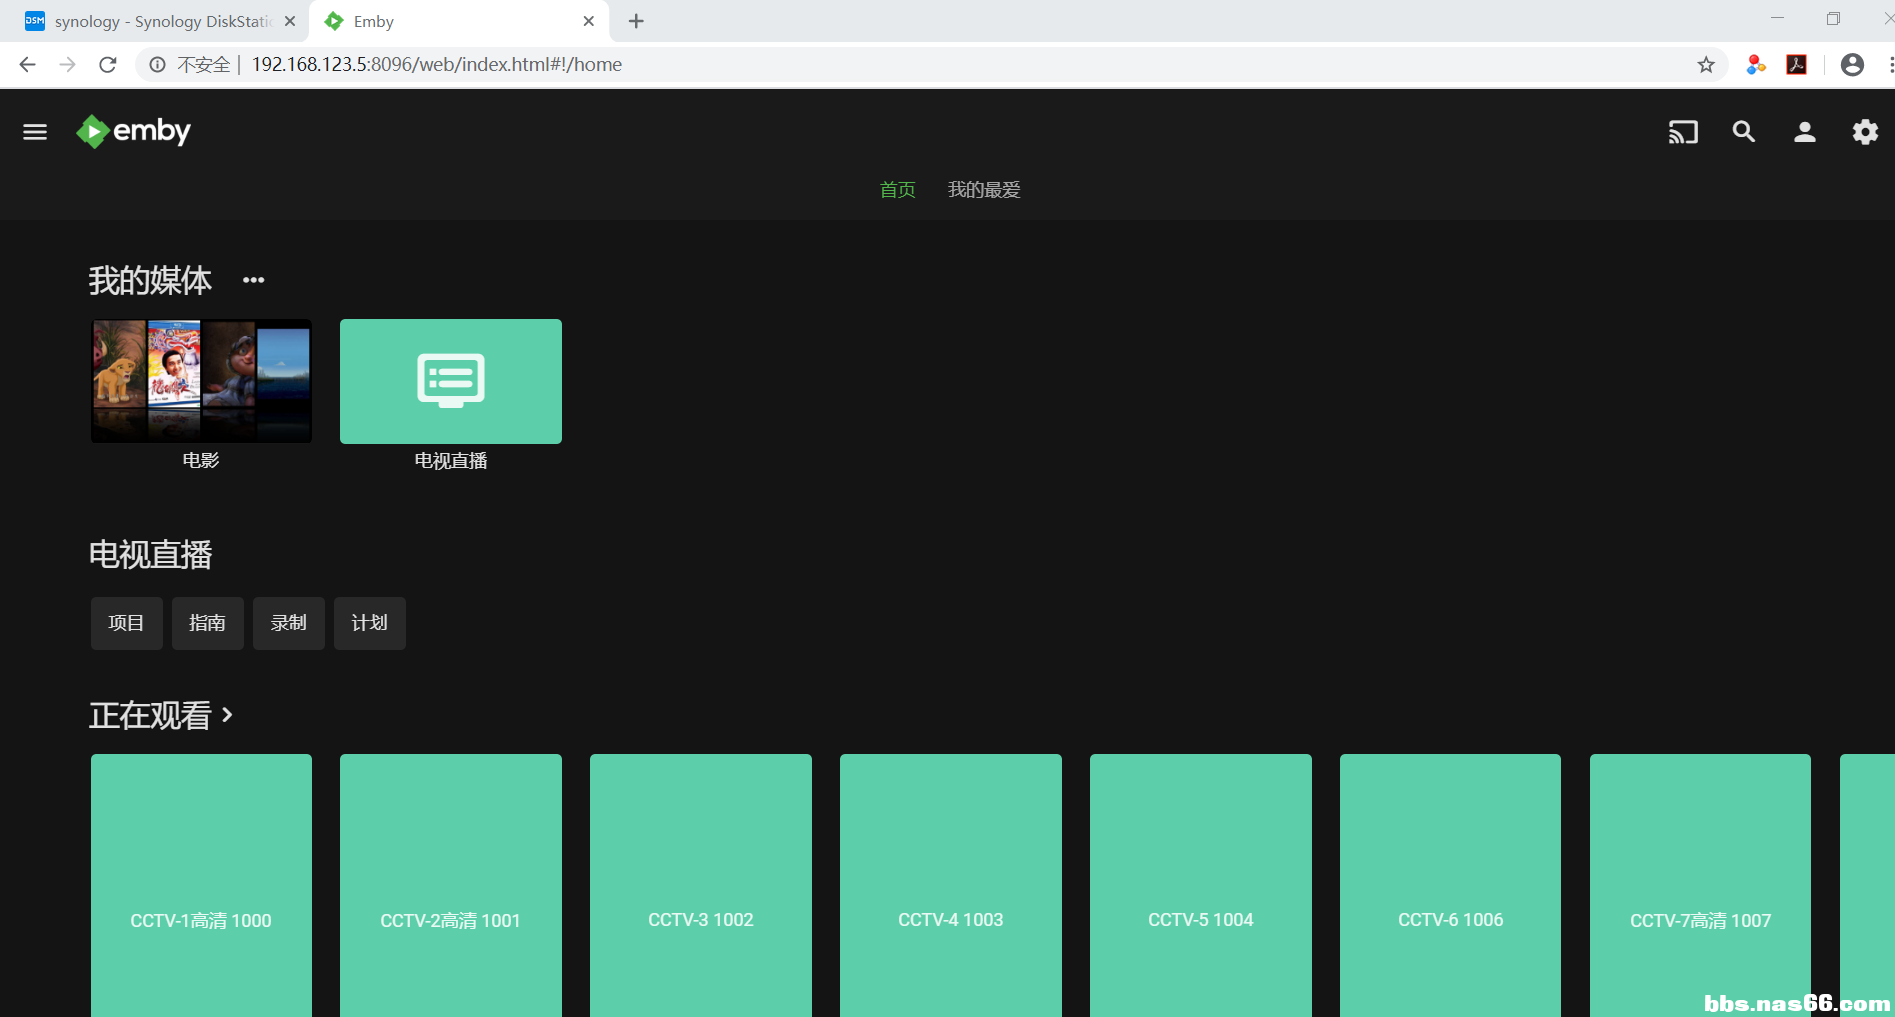 synology - Synology DiskStatio
Emby
不安全 | 192.168.123.5:8096/web/index.html#!/home
emby
首页 我的最爱
我的媒体
电影 电视直播
电视直播
项目 指南 录制 计划
正在观看
CCTV-1高清 1000 CCTV-2高清 1001 CCTV-3 1002 CCTV-4 1003 CCTV-5 1004 CCTV-6 1006 CCTV-7高清 1007
bbs.nas66.com